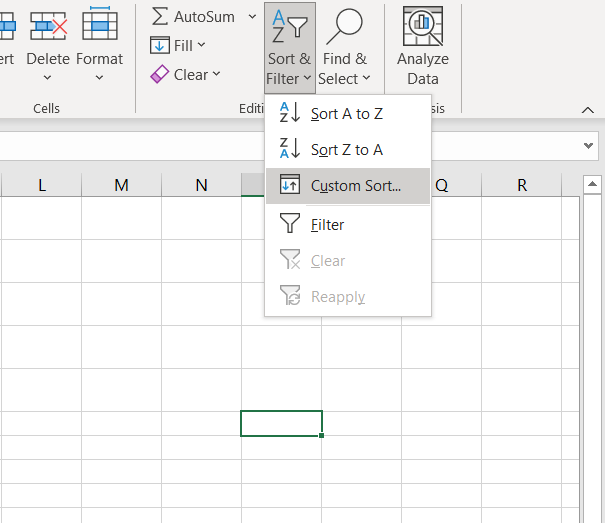 AutoSum
Fill
Clear
ert Delete Format
Sort &
Filter
Find &
Select
Analyze
Data
Cells
Editi
sis
Sort A to Z
Sort Z to A
Custom Sort...
Filter
Clear
Reapply
L M N Q R